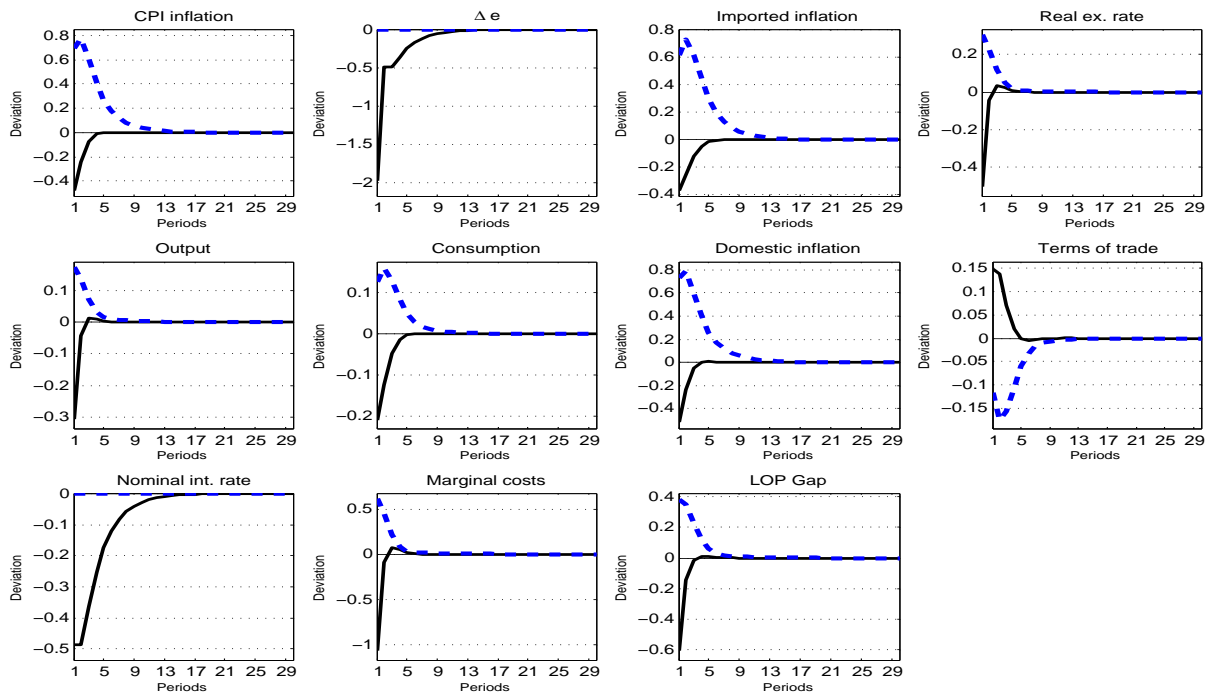 CPI inflation
Deviation
0.8
0.6
0.4
0.2
0
−0.2
−0.4
1 5 9 13 17 21 25 29
Periods
Δ e
Deviation
0
−0.5
−1
−1.5
−2
1 5 9 13 17 21 25 29
Periods
Imported inflation
Deviation
0.8
0.6
0.4
0.2
0
−0.2
−0.4
1 5 9 13 17 21 25 29
Periods
Real ex. rate
Deviation
0.2
0
−0.2
−0.4
1 5 9 13 17 21 25 29
Periods
Output
Deviation
0.1
0
−0.1
−0.2
−0.3
1 5 9 13 17 21 25 29
Periods
Consumption
Deviation
0.1
0
−0.1
−0.2
1 5 9 13 17 21 25 29
Periods
Domestic inflation
Deviation
0.8
0.6
0.4
0.2
0
−0.2
−0.4
1 5 9 13 17 21 25 29
Periods
Terms of trade
Deviation
0.15
0.1
0.05
0
−0.05
−0.1
−0.15
1 5 9 13 17 21 25 29
Periods
Nominal int. rate
Deviation
0
−0.1
−0.2
−0.3
−0.4
−0.5
1 5 9 13 17 21 25 29
Periods
Marginal costs
Deviation
0.5
0
−0.5
−1
1 5 9 13 17 21 25 29
Periods
LOP Gap
Deviation
0.4
0.2
0
−0.2
−0.4
−0.6
1 5 9 13 17 21 25 29
Periods